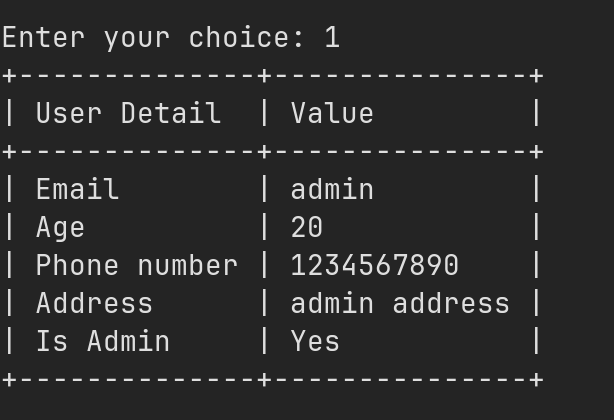 Enter your choice: 1
+--------------+---------------+
| User Detail  | Value         |
+--------------+---------------+
| Email        | admin         |
| Age          | 20            |
| Phone number | 1234567890    |
| Address      | admin address |
| Is Admin     | Yes           |
+--------------+---------------+